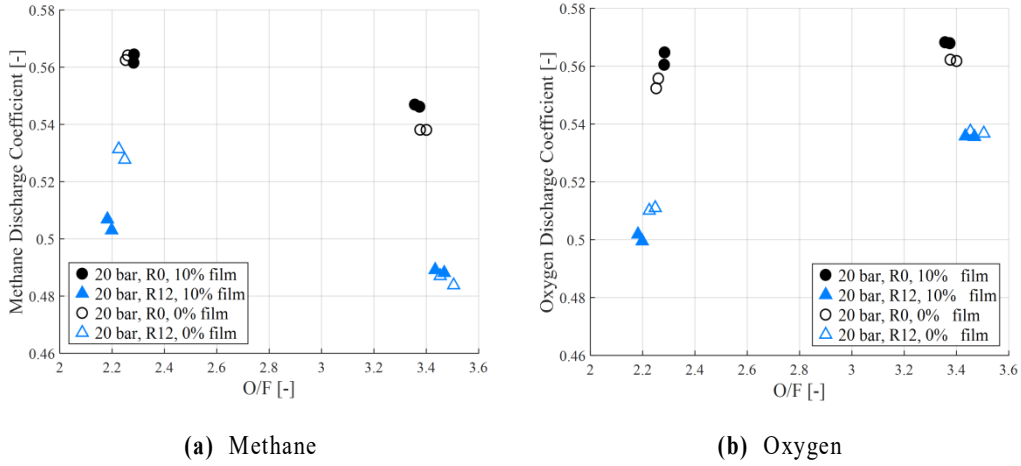 0.58
0.56
0.54
0.52
0.5
0.48
0.46
Methane Discharge Coefficient [-]
20 bar, R0, 10% film
20 bar, R12, 10% film
20 bar, R0, 0% film
20 bar, R12, 0% film
2 2.2 2.4 2.6 2.8 3 3.2 3.4 3.6
O/F [-]
(a) Methane
0.58
0.56
0.54
0.52
0.5
0.48
0.46
Oxygen Discharge Coefficient [-]
20 bar, R0, 10% film
20 bar, R12, 10% film
20 bar, R0, 0% film
20 bar, R12, 0% film
2 2.2 2.4 2.6 2.8 3 3.2 3.4 3.6
O/F [-]
(b) Oxygen